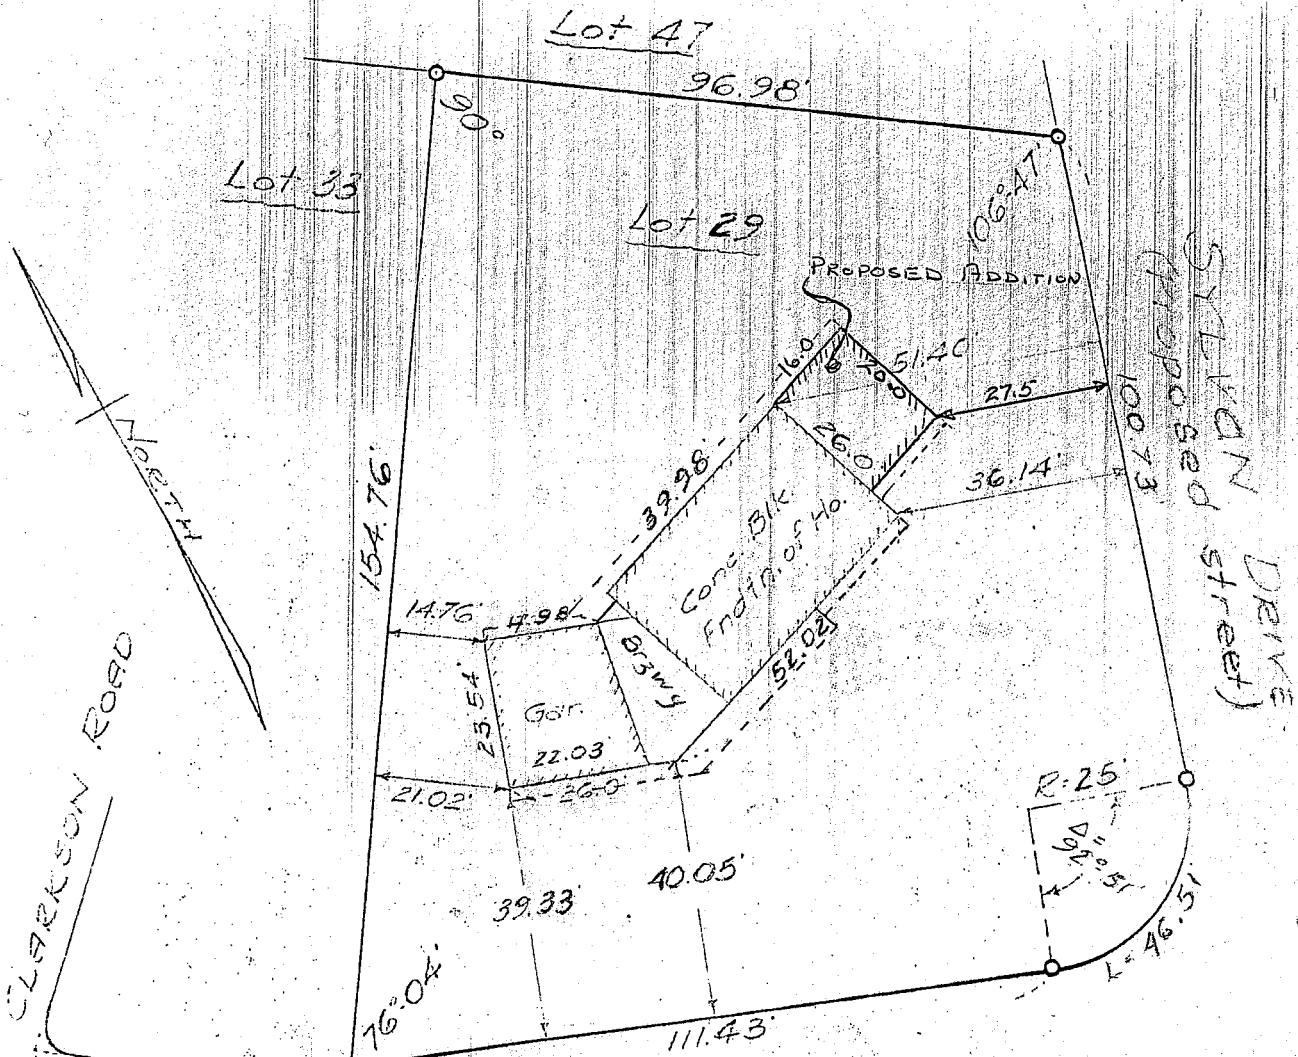 Lot 47
96.98'
90°
Lot 33
106°-47'
Lot 29
PROPOSED ADDITION
SYLVAN DRIVE
(Proposed street)
16.0
20.0
51.40
27.5
100.73
26.0
36.14'
NORTH
39.98'
Conc. Blk
Fndtn. of Ho.
154.76'
14.76'
Brzwy
52.02
23.54'
Gar.
22.03'
21.02'
26.0
CLARKSON ROAD
R=25'
Δ=
92°-51'
40.05'
39.33'
L=46.51
76°-04'
111.43'